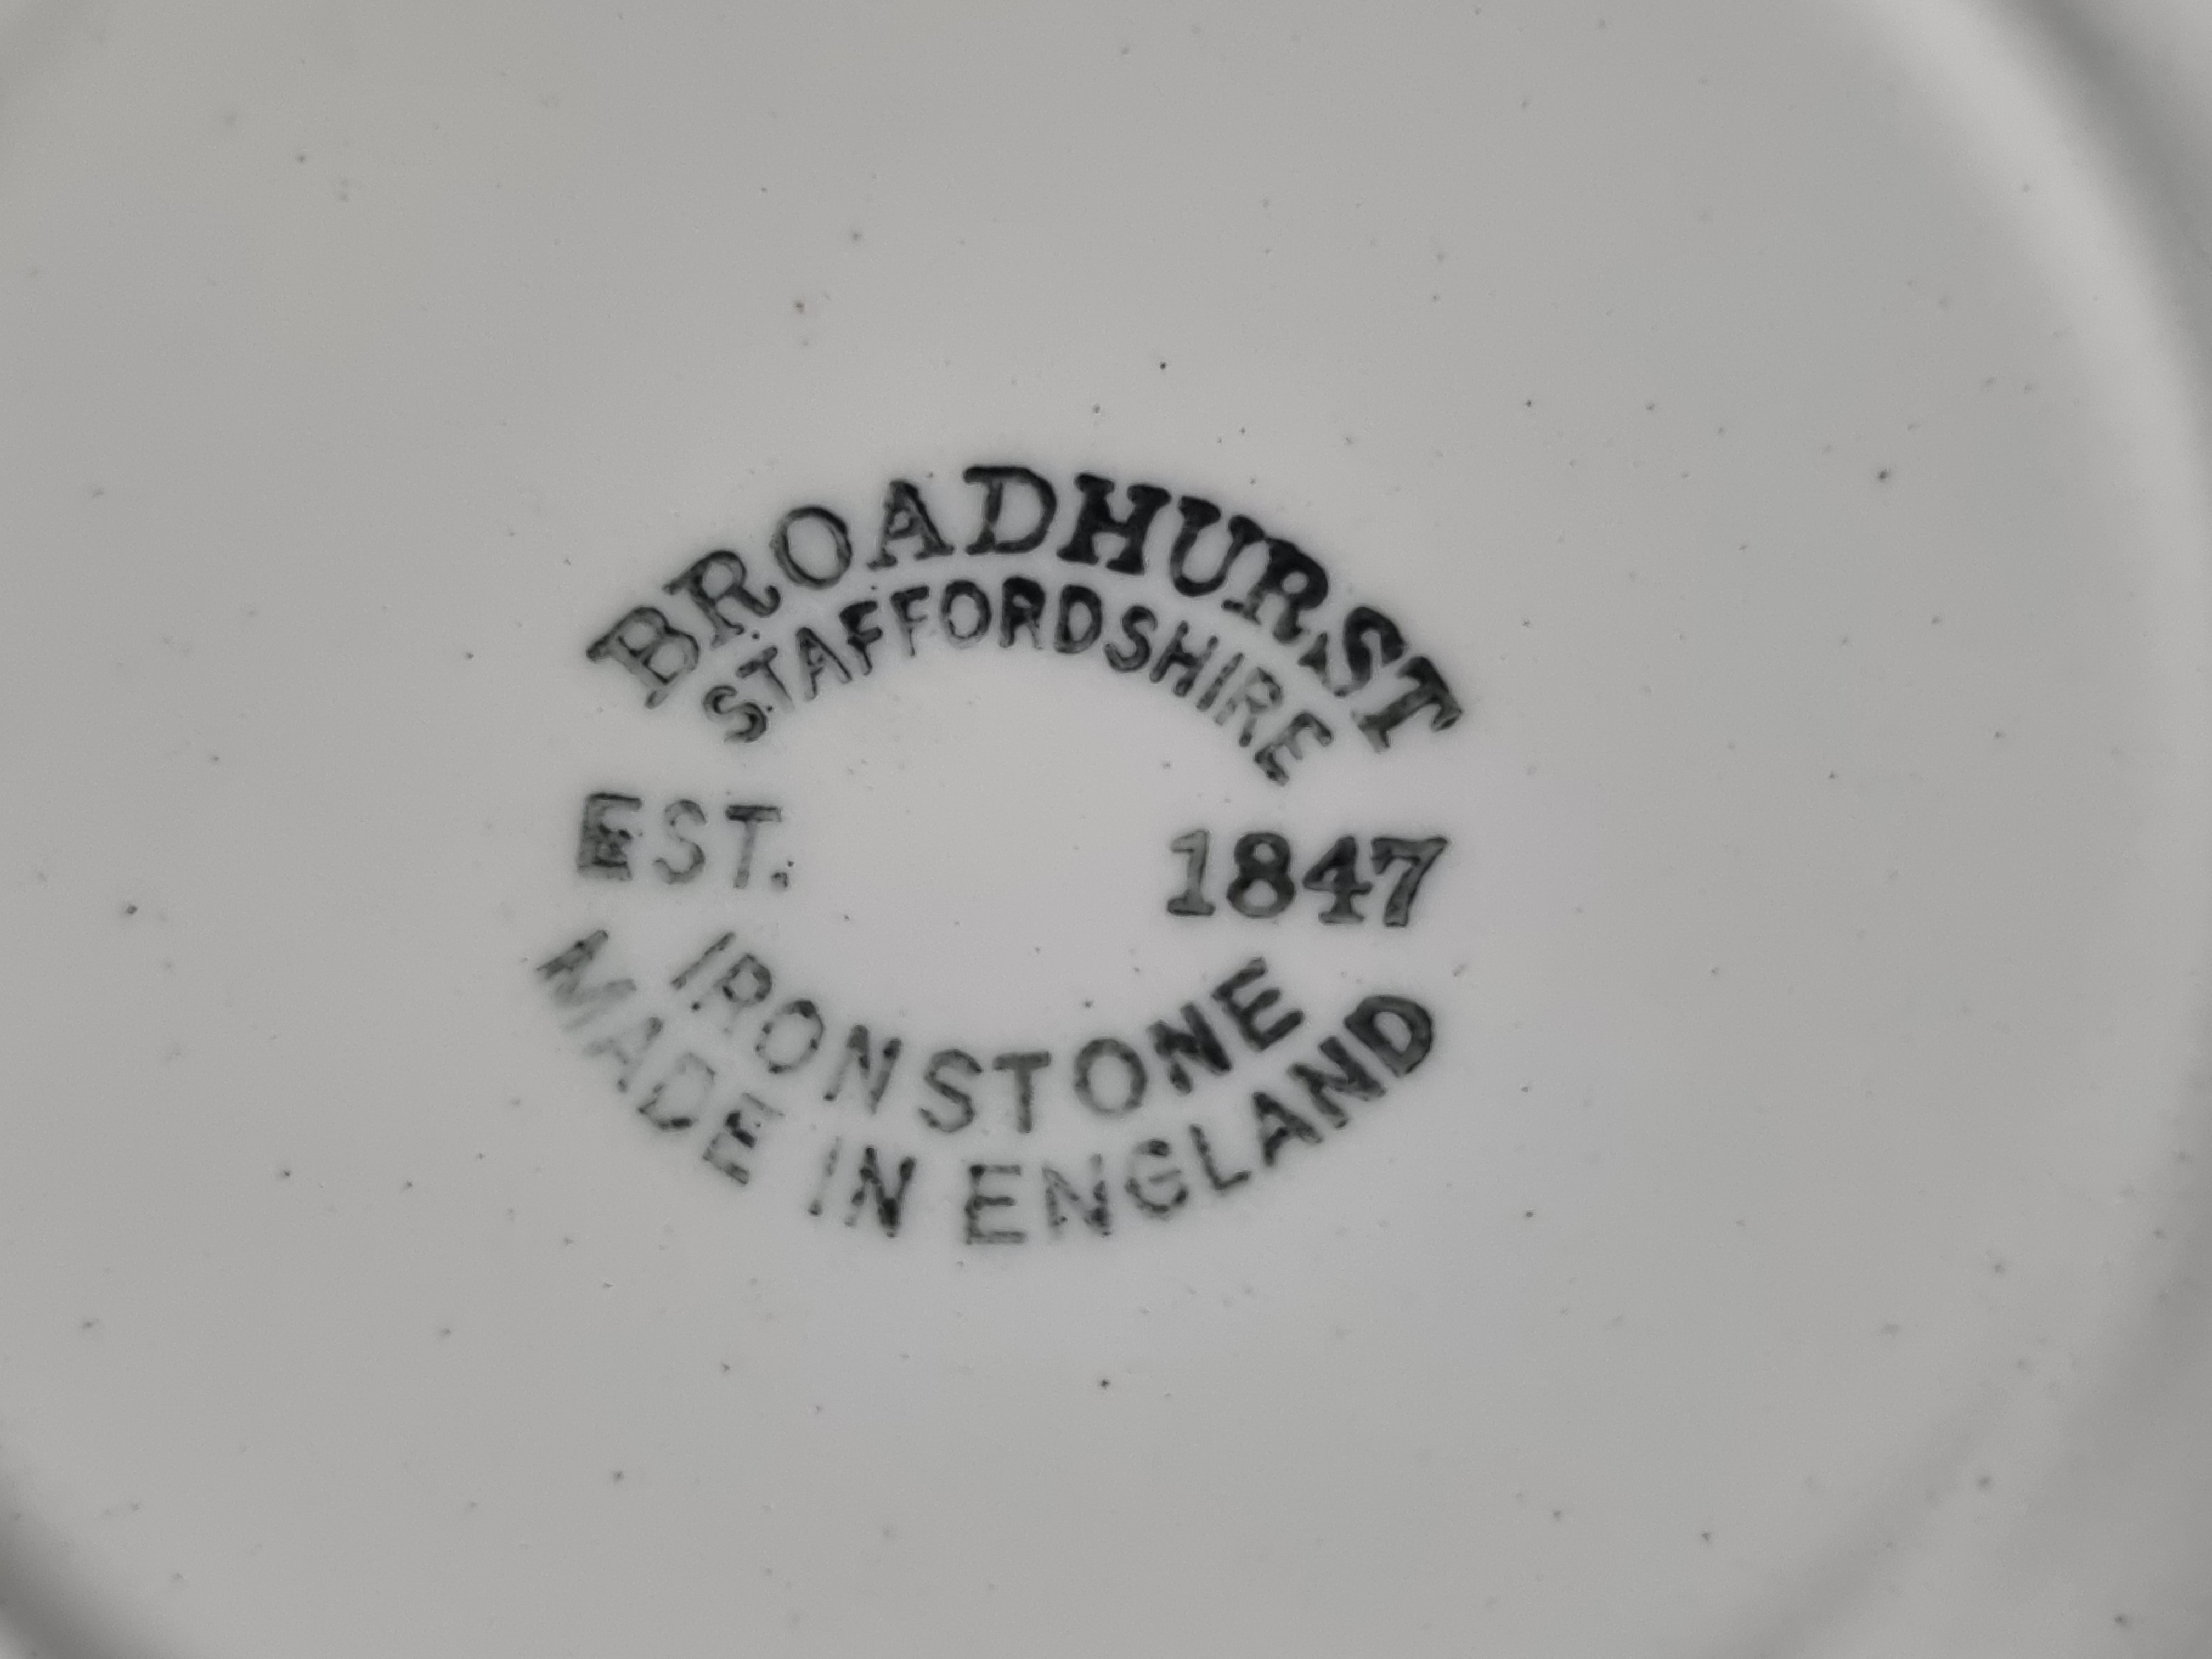 BROADHURST
STAFFORDSHIRE
EST. 1847
IRONSTONE
MADE IN ENGLAND